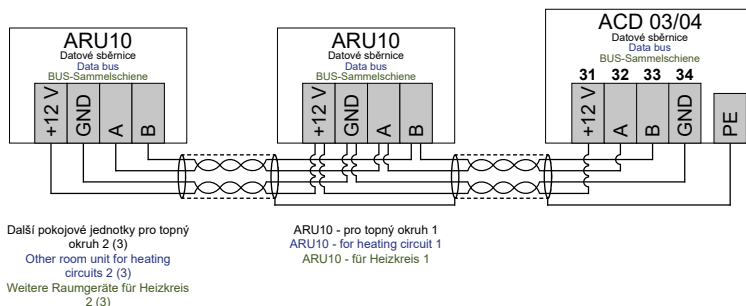 ARU10
Datové sběrnice
Data bus
BUS-Sammelschiene
+12 V
GND
A
B
ARU10
Datové sběrnice
Data bus
BUS-Sammelschiene
+12 V
GND
A
B
ACD 03/04
Datové sběrnice
Data bus
BUS-Sammelschiene
31 32 33 34
+12 V
A
B
GND
PE
Další pokojové jednotky pro topný
okruh 2 (3)
Other room unit for heating
circuits 2 (3)
Weitere Raumgeräte für Heizkreis
2 (3)
ARU10 - pro topný okruh 1
ARU10 - for heating circuit 1
ARU10 - für Heizkreis 1